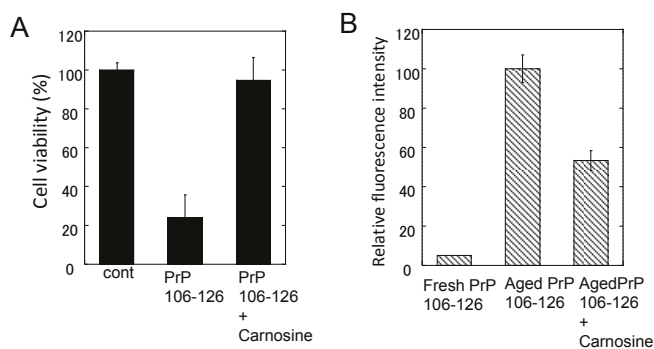 A
Cell viability (%)
120
100
80
60
40
20
0
cont
PrP
106-126
PrP
106-126
+
Carnosine
B
Relative fluorescence intensity
120
100
80
60
40
20
0
Fresh PrP
106-126
Aged PrP
106-126
AgedPrP
106-126
+ Carnosine